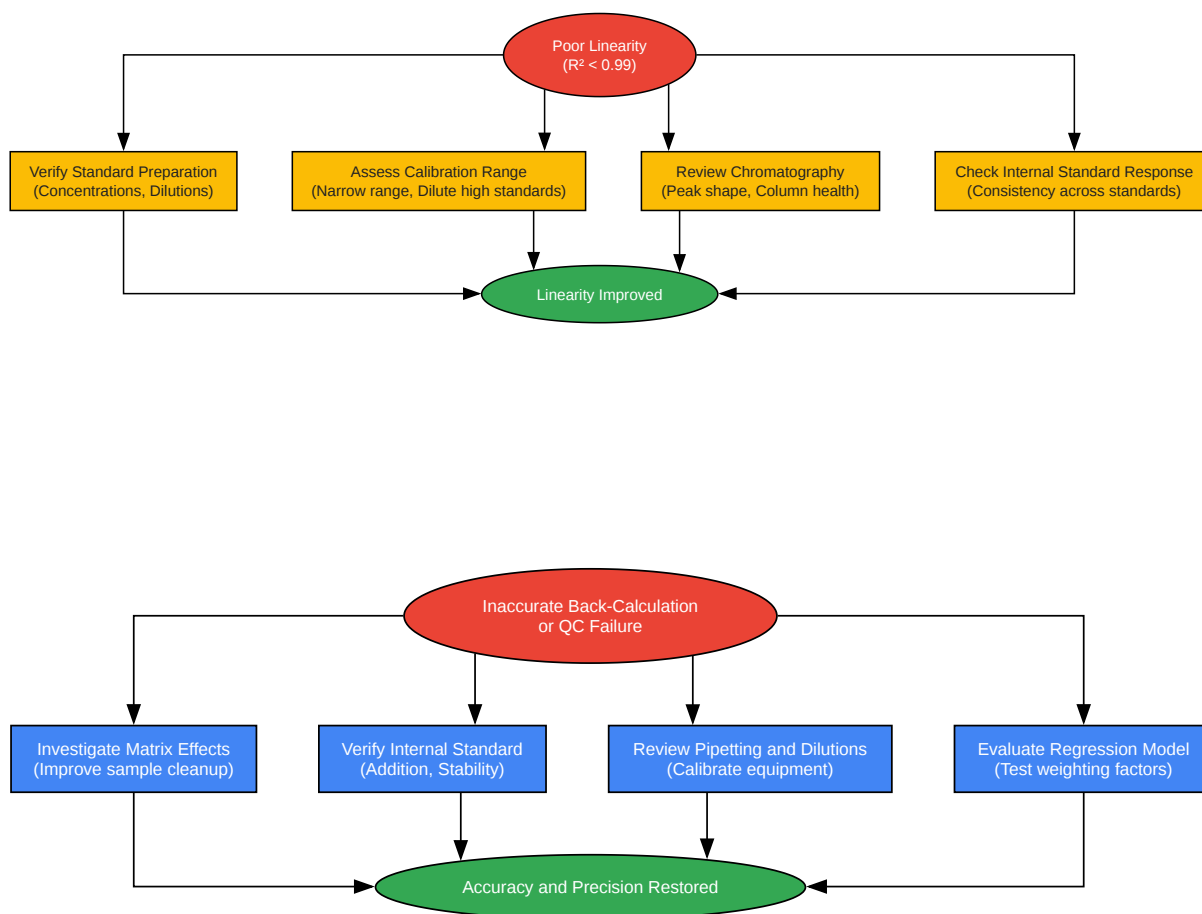 Poor Linearity
(R² < 0.99)
Verify Standard Preparation
(Concentrations, Dilutions)
Assess Calibration Range
(Narrow range, Dilute high standards)
Review Chromatography
(Peak shape, Column health)
Check Internal Standard Response
(Consistency across standards)
Linearity Improved
Inaccurate Back-Calculation
or QC Failure
Investigate Matrix Effects
(Improve sample cleanup)
Verify Internal Standard
(Addition, Stability)
Review Pipetting and Dilutions
(Calibrate equipment)
Evaluate Regression Model
(Test weighting factors)
Accuracy and Precision Restored